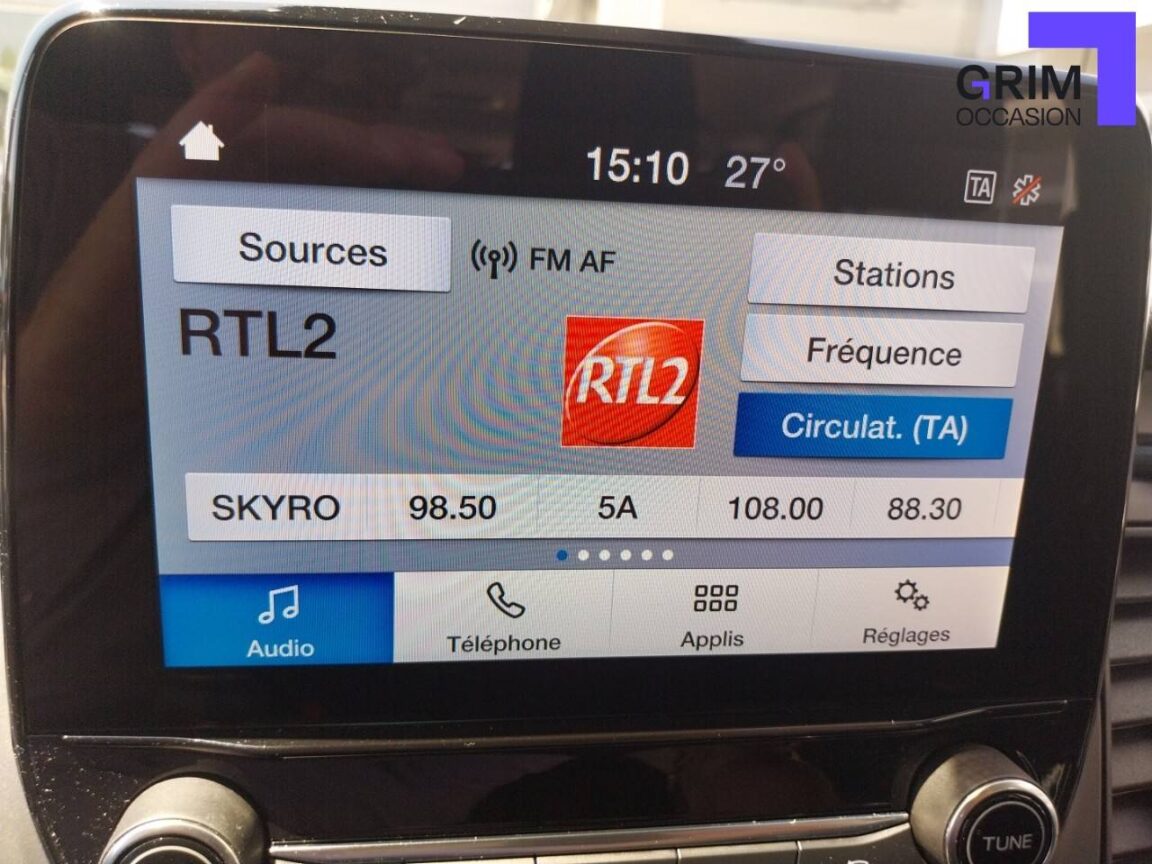 GRIM
OCCASION
15:10 27°
TA
Sources
FM AF
Stations
RTL2
RTL2
Fréquence
Circulat. (TA)
SKYRO 98.50 5A 108.00 88.30
Audio Téléphone Applis Réglages
TUNE